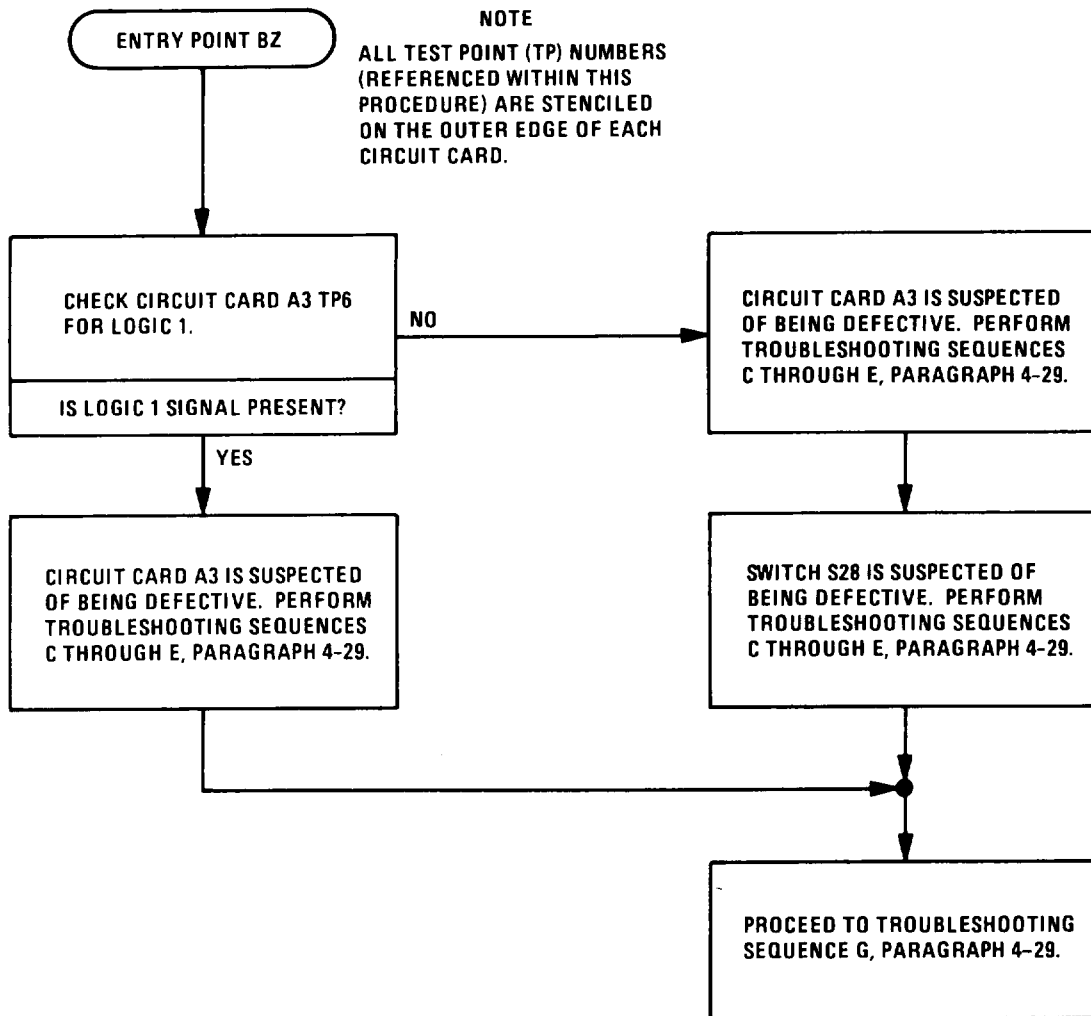 ENTRY POINT BZ
NOTE
ALL TEST POINT (TP) NUMBERS
(REFERENCED WITHIN THIS
PROCEDURE) ARE STENCILED
ON THE OUTER EDGE OF EACH
CIRCUIT CARD.
CHECK CIRCUIT CARD A3 TP6
FOR LOGIC 1.
IS LOGIC 1 SIGNAL PRESENT?
NO
CIRCUIT CARD A3 IS SUSPECTED
OF BEING DEFECTIVE. PERFORM
TROUBLESHOOTING SEQUENCES
C THROUGH E, PARAGRAPH 4-29.
YES
CIRCUIT CARD A3 IS SUSPECTED
OF BEING DEFECTIVE. PERFORM
TROUBLESHOOTING SEQUENCES
C THROUGH E, PARAGRAPH 4-29.
SWITCH S28 IS SUSPECTED OF
BEING DEFECTIVE. PERFORM
TROUBLESHOOTING SEQUENCES
C THROUGH E, PARAGRAPH 4-29.
PROCEED TO TROUBLESHOOTING
SEQUENCE G, PARAGRAPH 4-29.